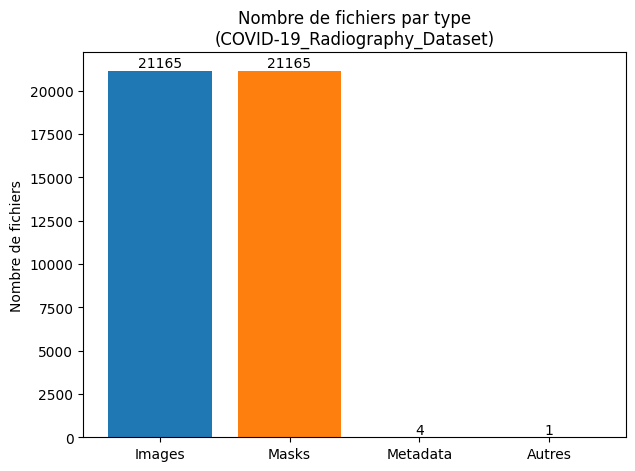 Nombre de fichiers par type
(COVID-19_Radiography_Dataset)
21165
21165
4
1
20000
17500
15000
12500
10000
7500
5000
2500
0
Nombre de fichiers
Images
Masks
Metadata
Autres